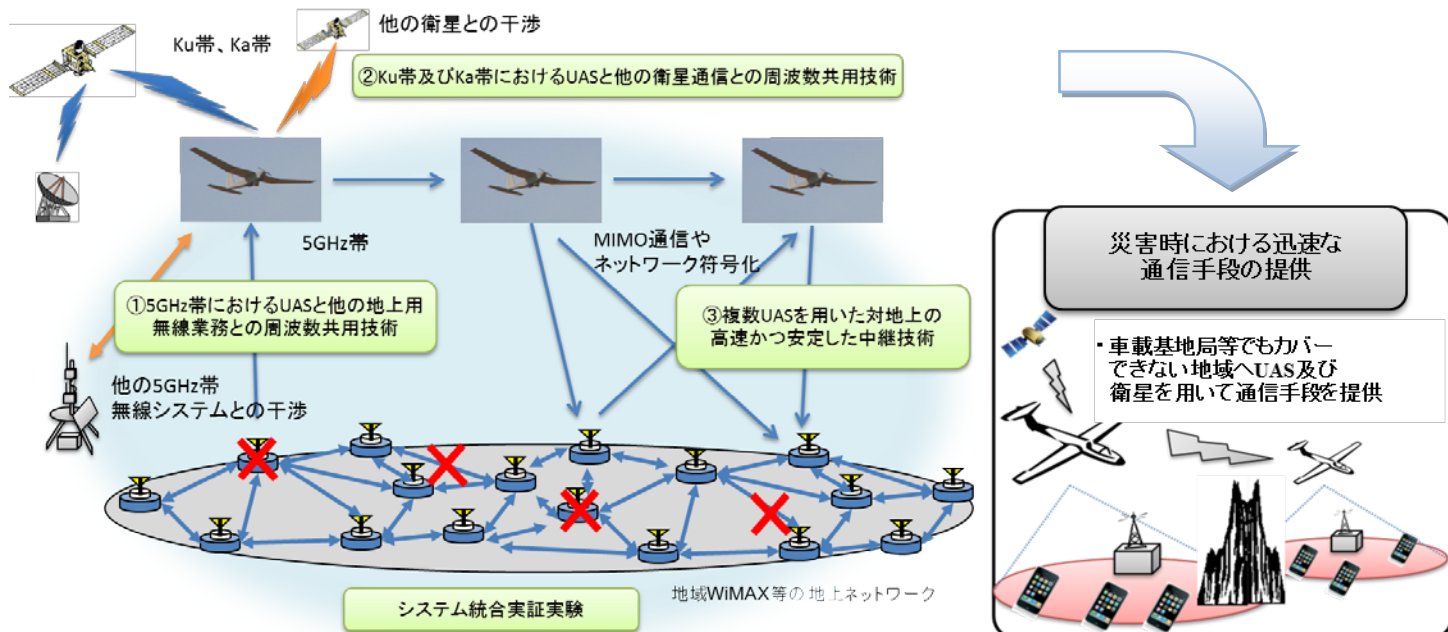 他の衛星との干渉
Ku帯、Ka帯
②Ku帯及びKa帯におけるUASと他の衛星通信との周波数共用技術
5GHz帯
MIMO通信や
ネットワーク符号化
①5GHz帯におけるUASと他の地上用
無線業務との周波数共用技術
③複数UASを用いた対地上の
高速かつ安定した中継技術
他の5GHz帯
無線システムとの干渉
地域WiMAX等の地上ネットワーク
システム統合実証実験
災害時における迅速な
通信手段の提供
・車載基地局等でもカバー
できない地域へUAS及び
衛星を用いて通信手段を提供